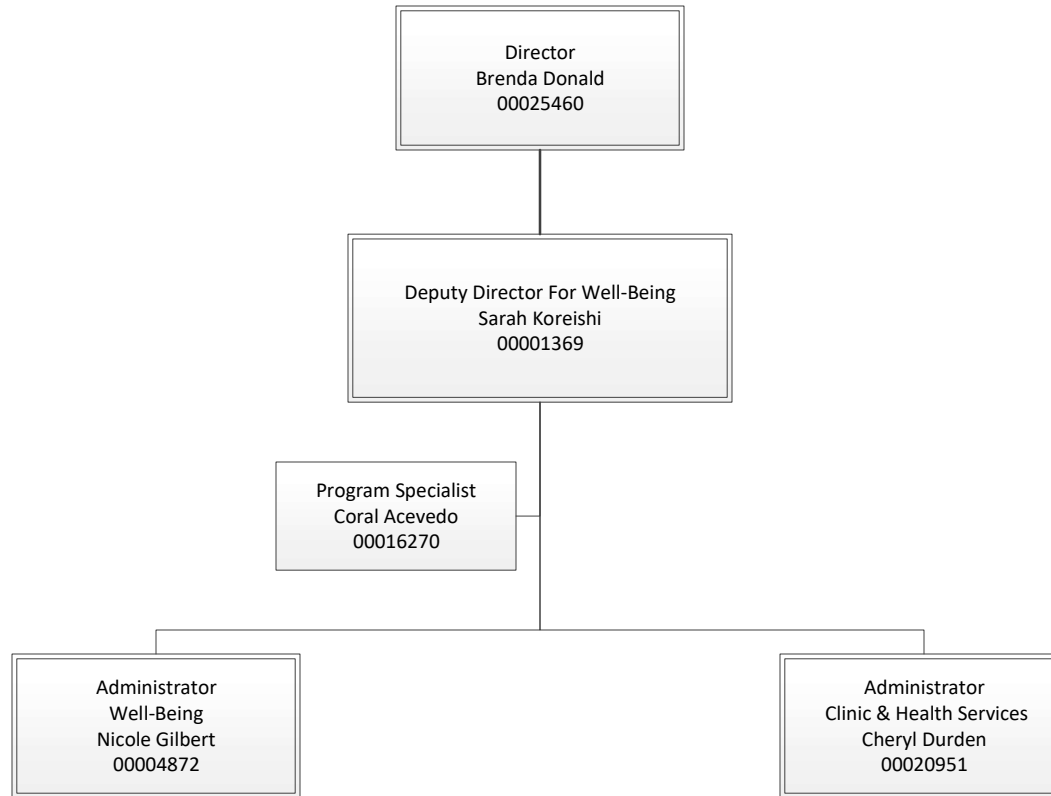 Director
Brenda Donald
00025460
Deputy Director For Well-Being
Sarah Koreishi
00001369
Program Specialist
Coral Acevedo
00016270
Administrator
Well-Being
Nicole Gilbert
00004872
Administrator
Clinic & Health Services
Cheryl Durden
00020951